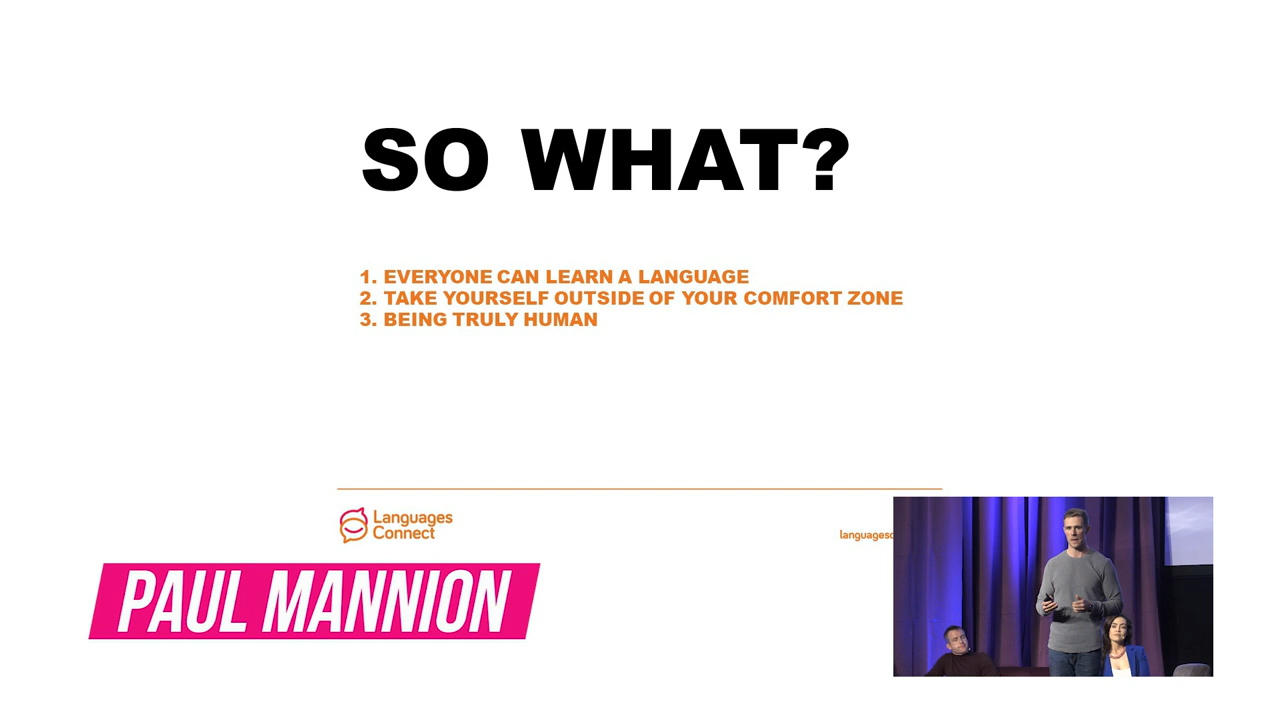 SO WHAT?
1. EVERYONE CAN LEARN A LANGUAGE
2. TAKE YOURSELF OUTSIDE OF YOUR COMFORT ZONE
3. BEING TRULY HUMAN
Languages
Connect
PAUL MANNION